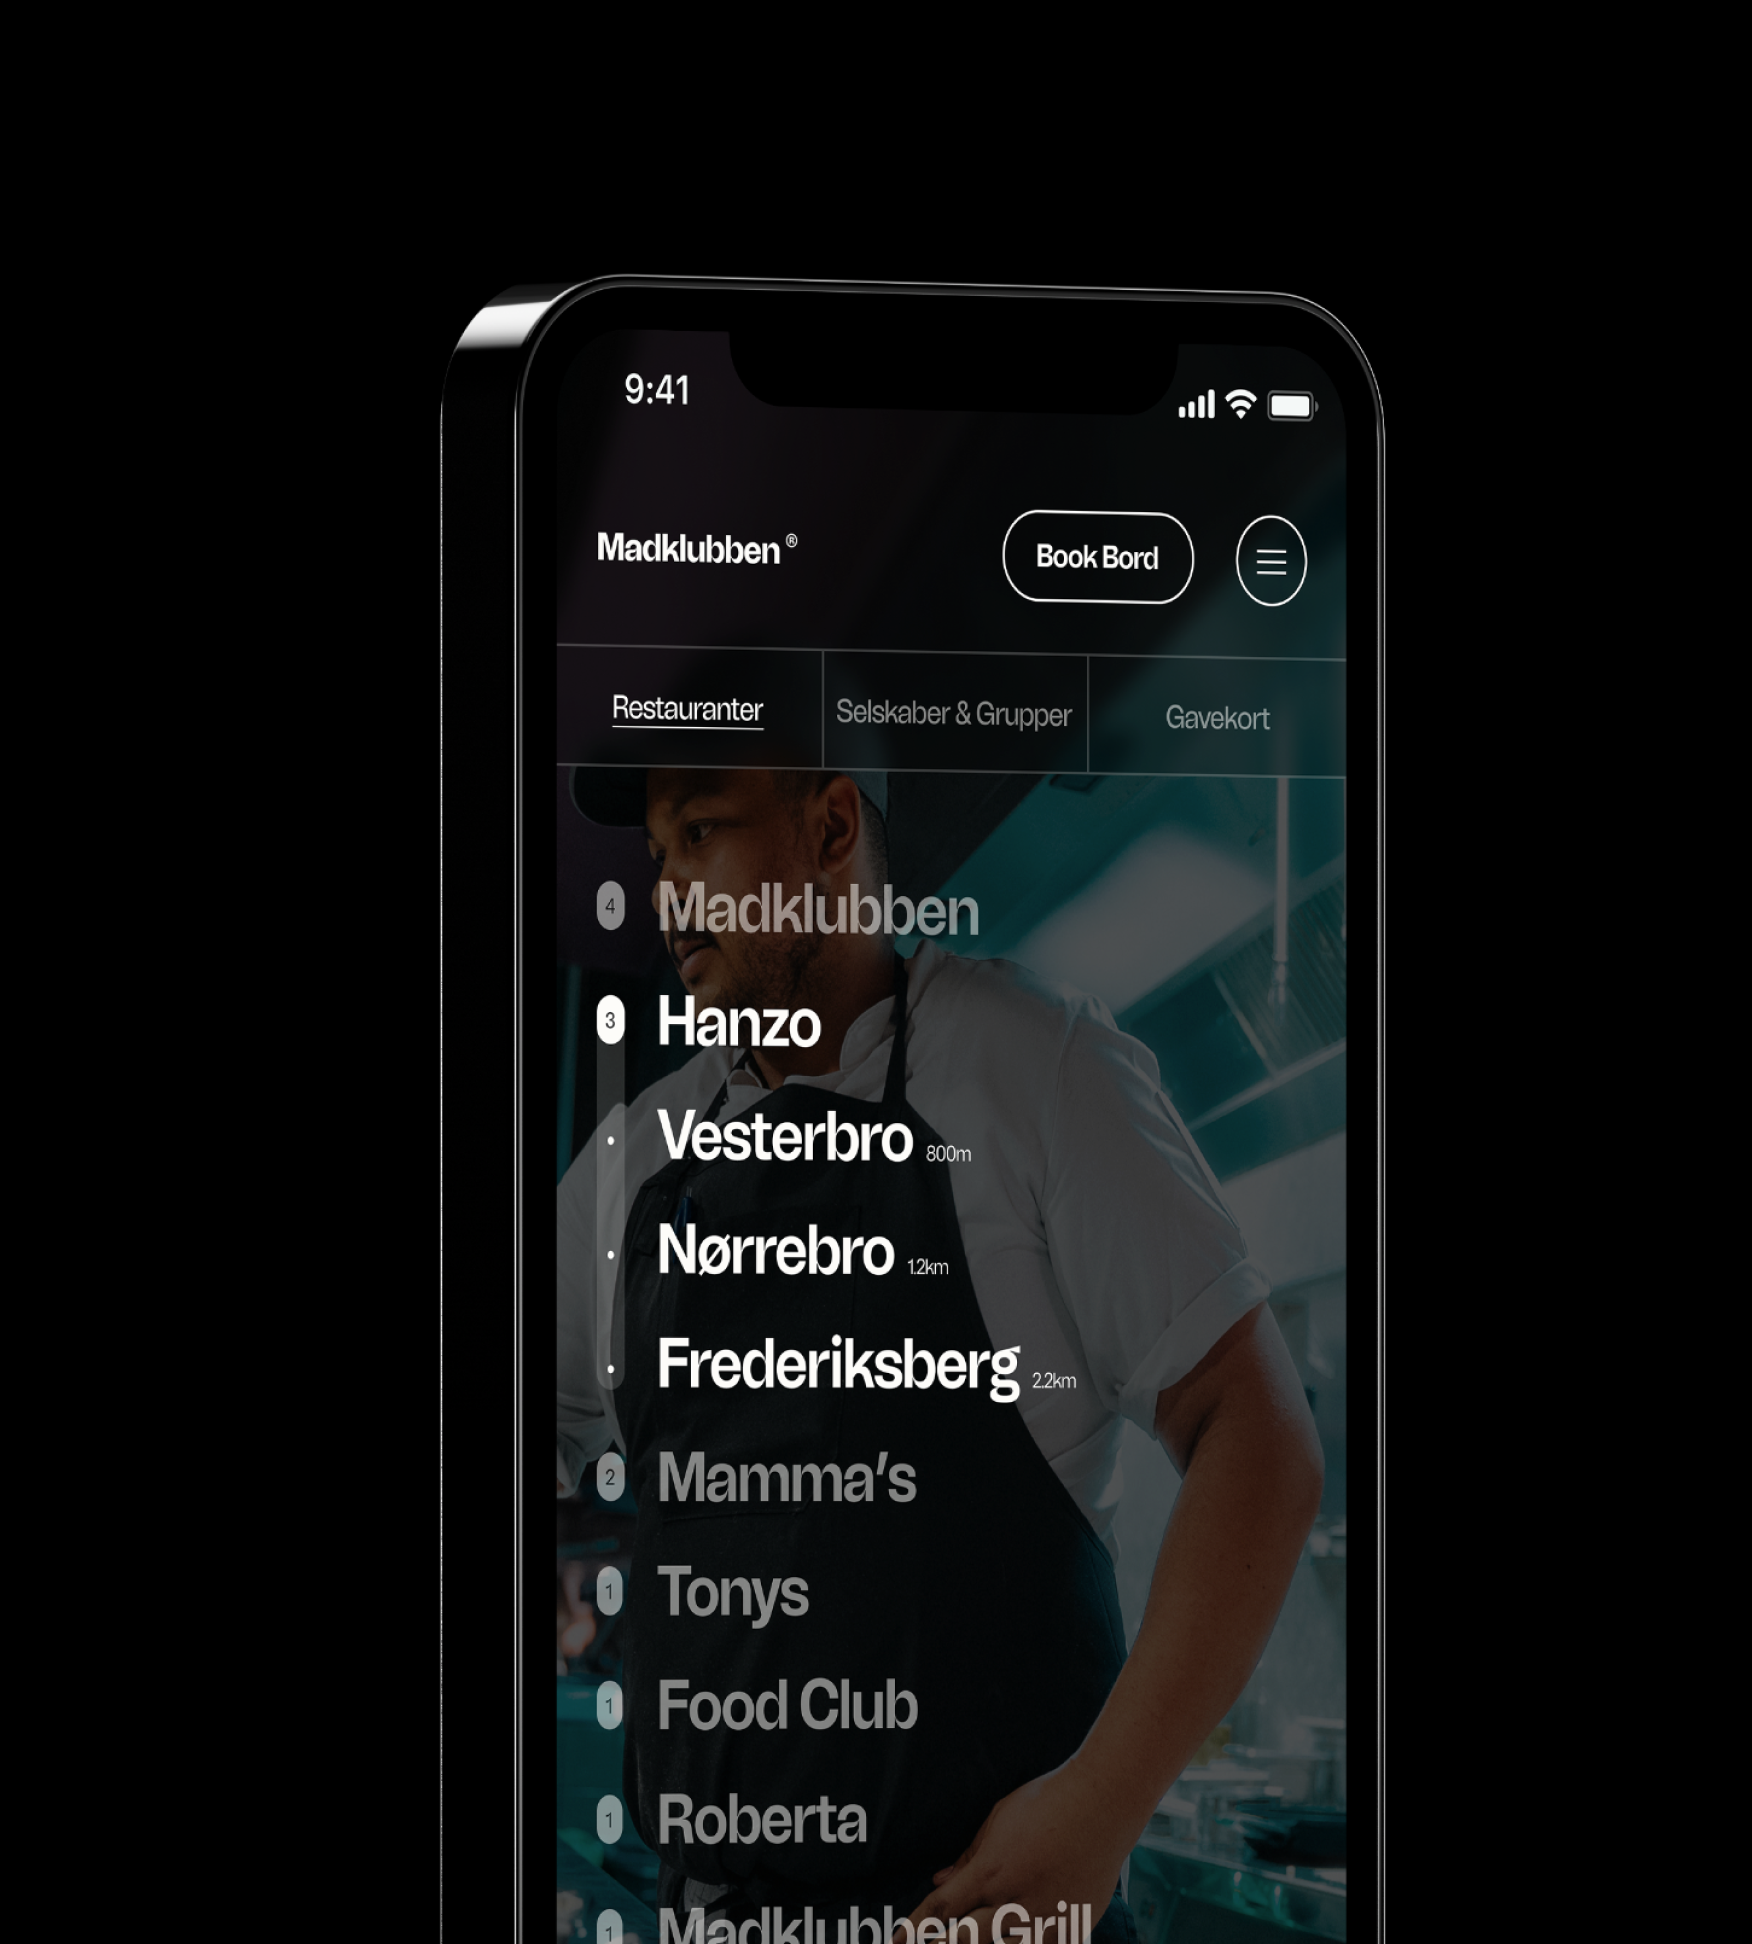 9:41
Madklubben ®
Book Bord
Restauranter
Selskaber & Grupper
Gavekort
4 Madklubben
3 Hanzo
Vesterbro 800m
Nørrebro 1.2km
Frederiksberg 2.2km
2 Mamma's
1 Tonys
1 Food Club
1 Roberta
1 Madklubben Grill